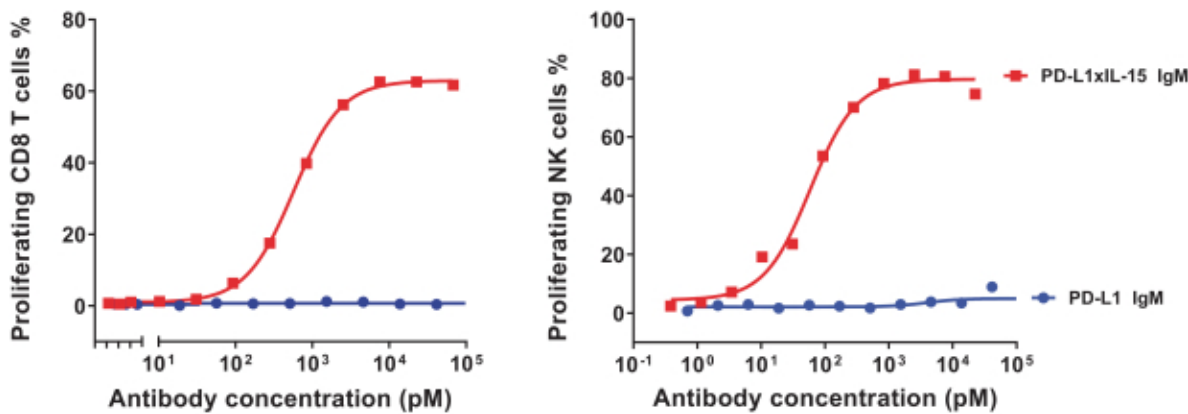 Proliferating CD8 T cells %
80
60
40
20
0
10¹ 10² 10³ 10⁴ 10⁵
Antibody concentration (pM)
Proliferating NK cells %
100
80
60
40
20
0
10⁻¹ 10⁰ 10¹ 10² 10³ 10⁴ 10⁵
Antibody concentration (pM)
PD-L1xIL-15 IgM
PD-L1 IgM